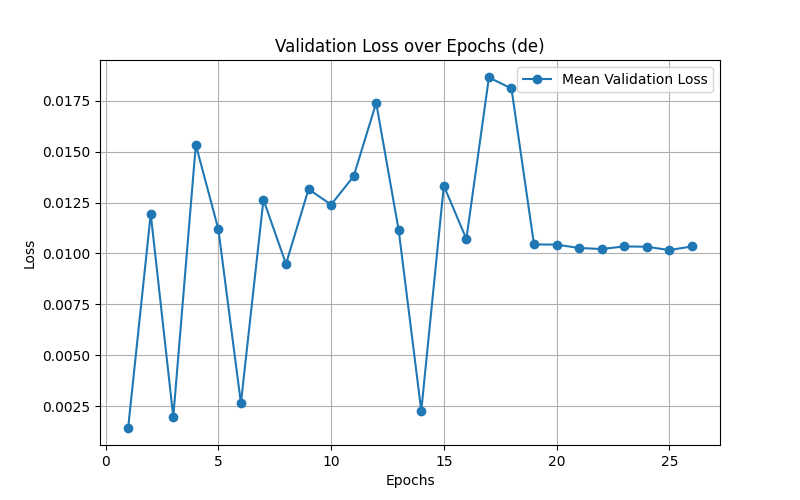 Validation Loss over Epochs (de)
Mean Validation Loss
0.0175
0.0150
0.0125
0.0100
0.0075
0.0050
0.0025
Loss
0 5 10 15 20 25
Epochs